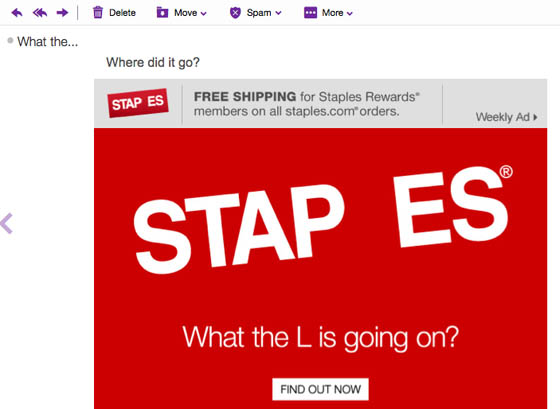 Delete Move Spam More
What the...
Where did it go?
STAP ES
FREE SHIPPING for Staples Rewards®
members on all staples.com® orders.
Weekly Ad
STAP ES®
What the L is going on?
FIND OUT NOW